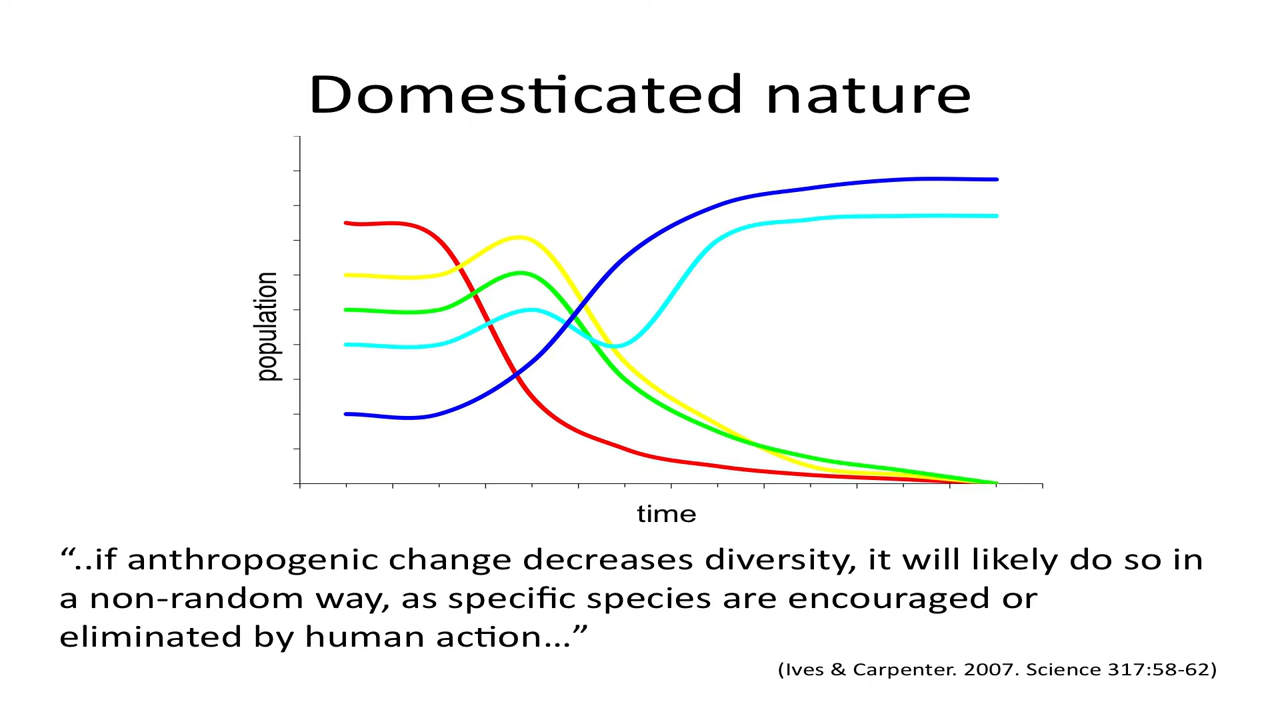 Domesticated nature
population
time
“..if anthropogenic change decreases diversity, it will likely do so in
a non-random way, as specific species are encouraged or
eliminated by human action…”
(Ives & Carpenter. 2007. Science 317:58-62)